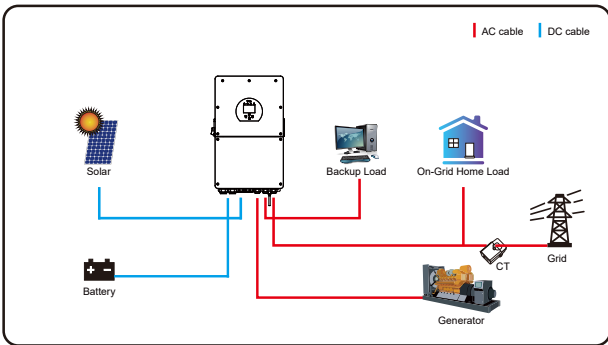 AC cable
DC cable
Solar
Backup Load
On-Grid Home Load
Grid
CT
Battery
Generator